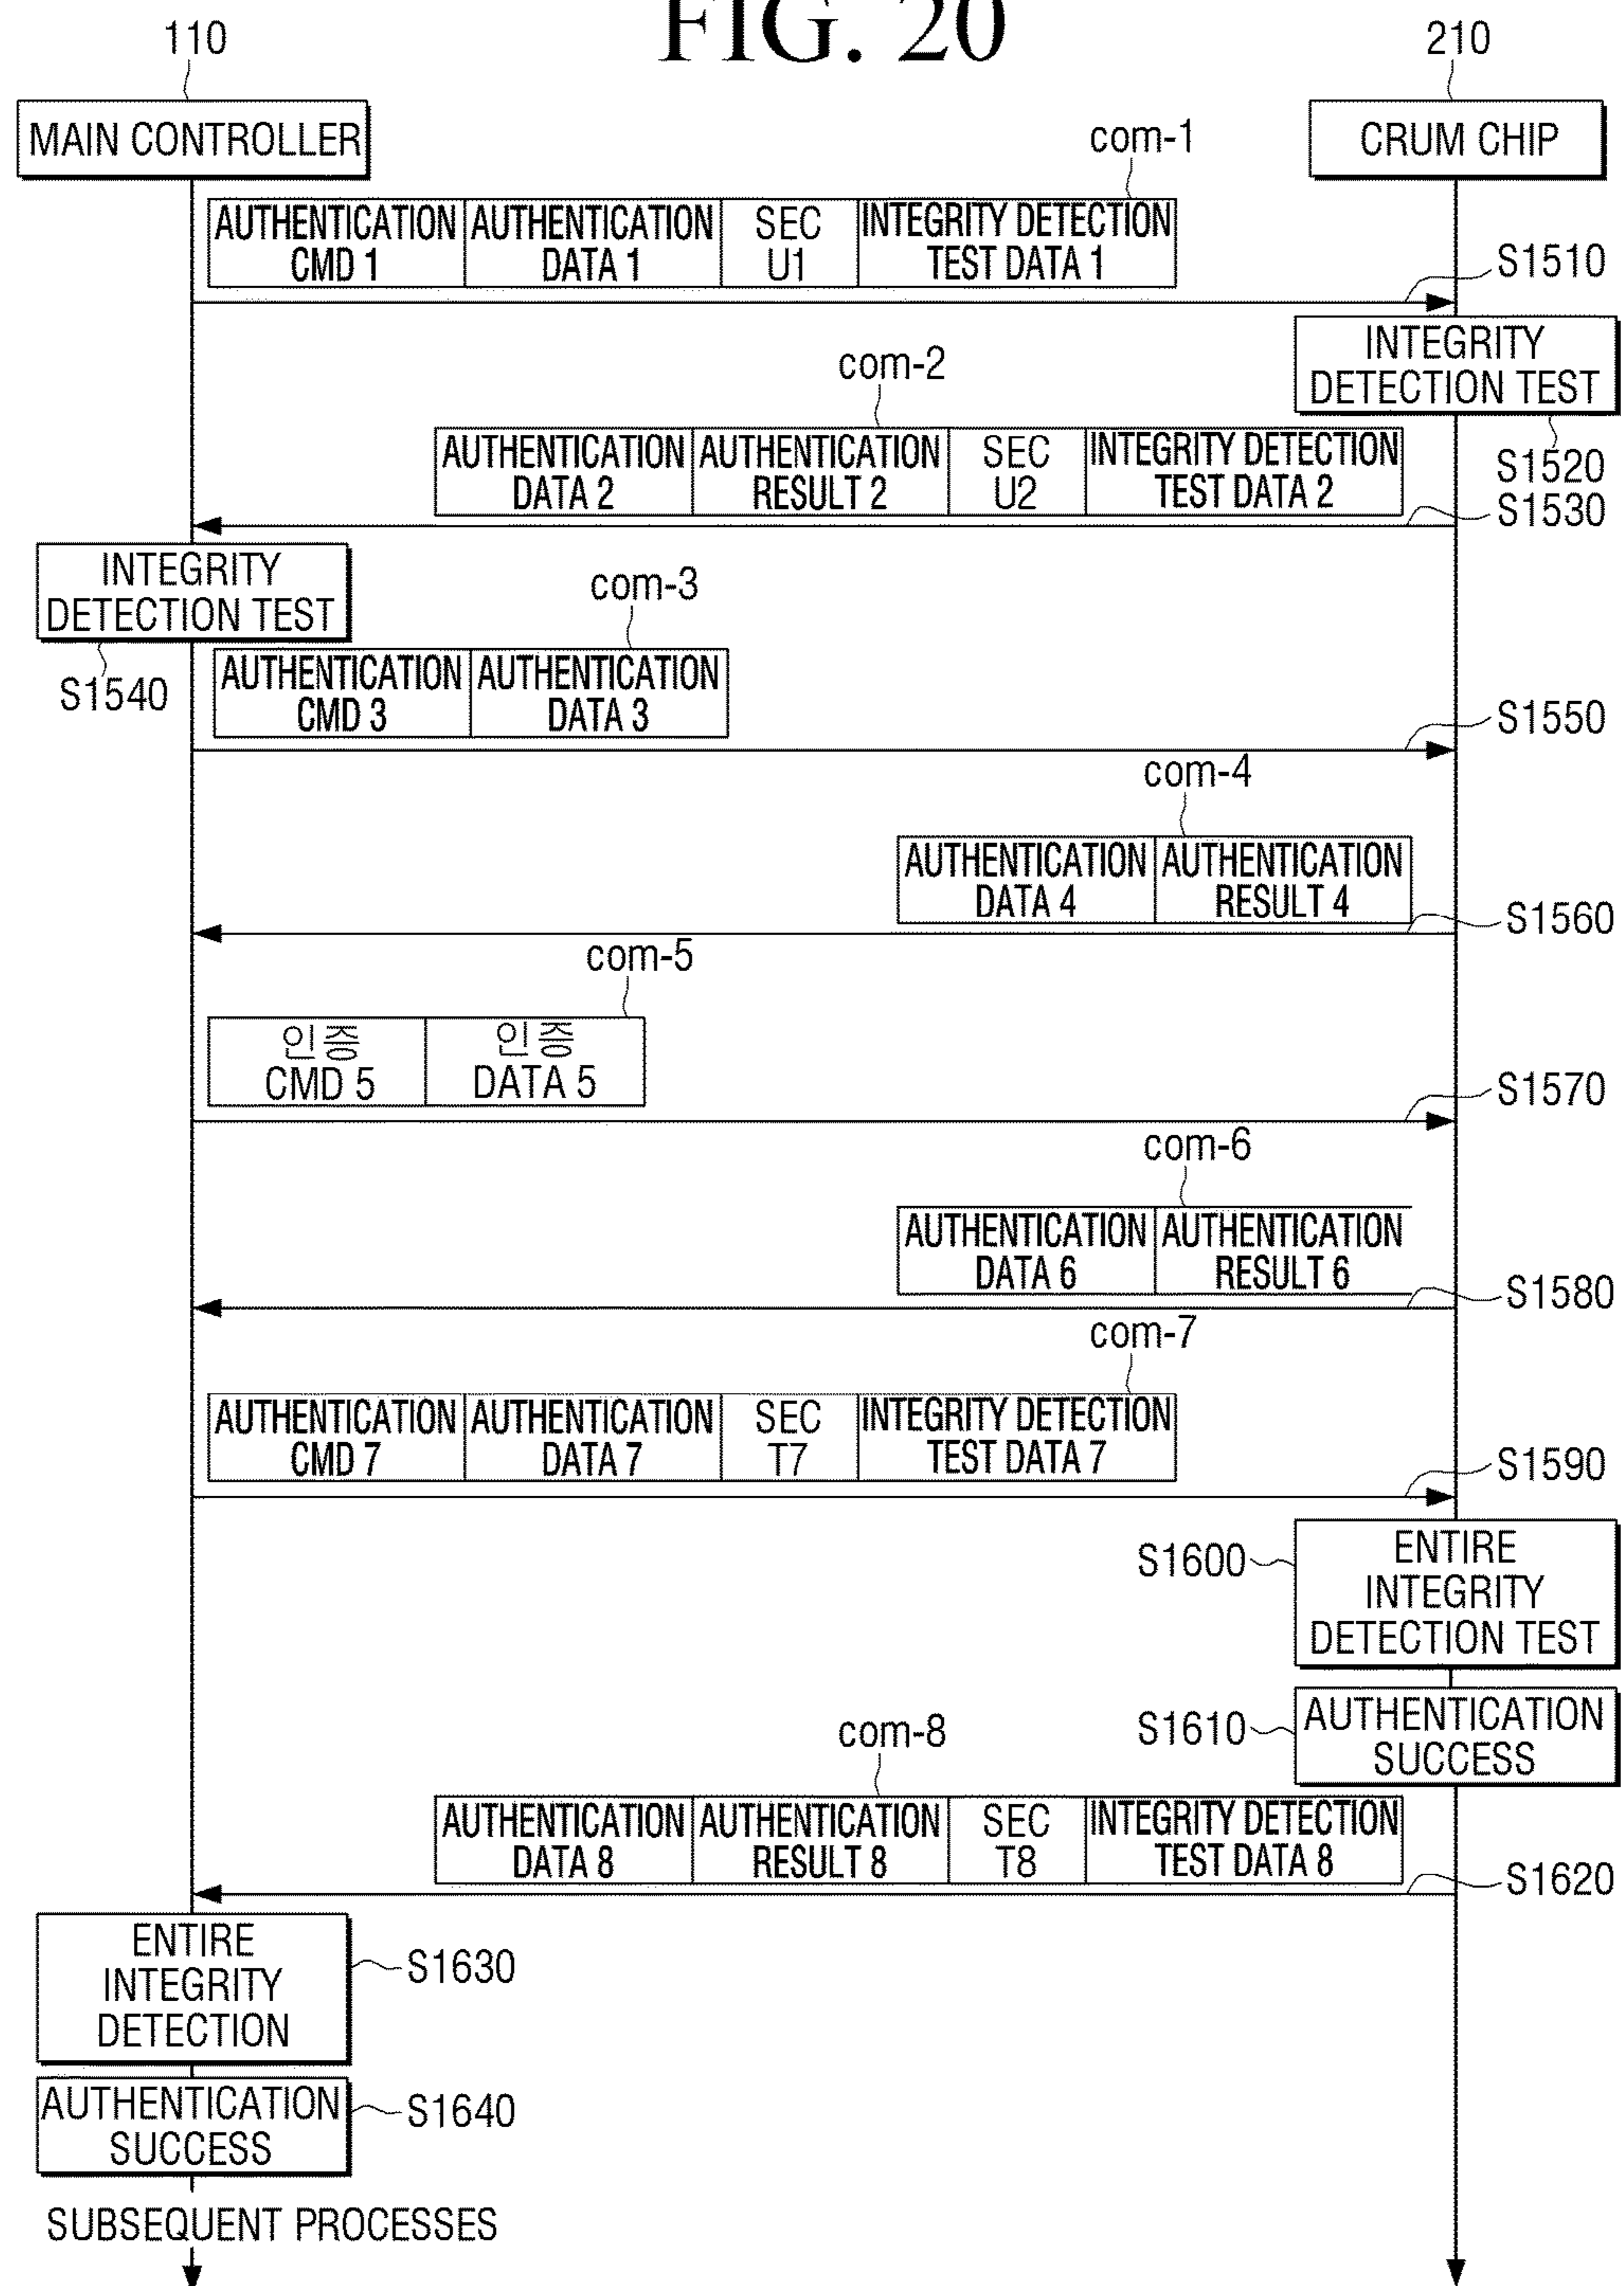 FIG. 20
110
210
MAIN CONTROLLER
CRUM CHIP
com-1
AUTHENTICATION
CMD 1
AUTHENTICATION
DATA 1
SEC
U1
INTEGRITY DETECTION
TEST DATA 1
S1510
INTEGRITY
DETECTION TEST
S1520
com-2
AUTHENTICATION
DATA 2
AUTHENTICATION
RESULT 2
SEC
U2
INTEGRITY DETECTION
TEST DATA 2
S1530
INTEGRITY
DETECTION TEST
S1540
com-3
AUTHENTICATION
CMD 3
AUTHENTICATION
DATA 3
S1550
com-4
AUTHENTICATION
DATA 4
AUTHENTICATION
RESULT 4
S1560
com-5
인증
CMD 5
인증
DATA 5
S1570
com-6
AUTHENTICATION
DATA 6
AUTHENTICATION
RESULT 6
S1580
com-7
AUTHENTICATION
CMD 7
AUTHENTICATION
DATA 7
SEC
T7
INTEGRITY DETECTION
TEST DATA 7
S1590
S1600
ENTIRE
INTEGRITY
DETECTION TEST
S1610
AUTHENTICATION
SUCCESS
com-8
AUTHENTICATION
DATA 8
AUTHENTICATION
RESULT 8
SEC
T8
INTEGRITY DETECTION
TEST DATA 8
S1620
ENTIRE
INTEGRITY
DETECTION
S1630
AUTHENTICATION
SUCCESS
S1640
SUBSEQUENT PROCESSES